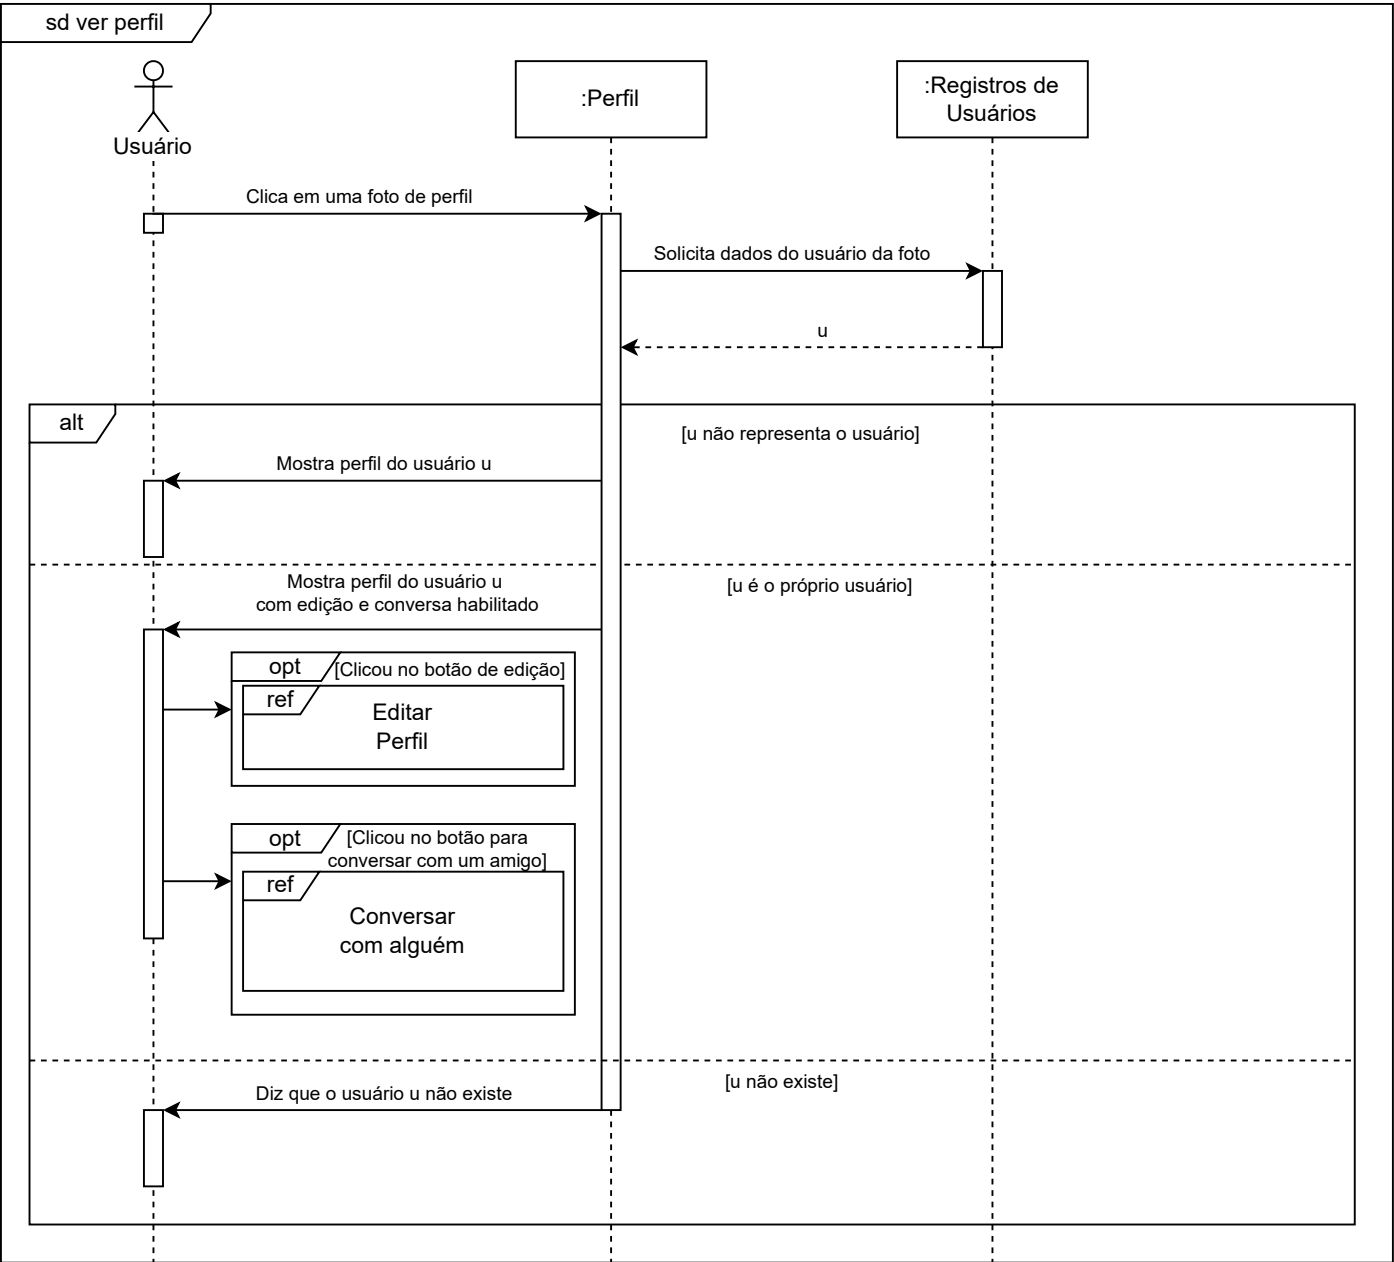 sd ver perfil
Usuário
:Perfil
:Registros de
Usuários
Clica em uma foto de perfil
Solicita dados do usuário da foto
u
alt
[u não representa o usuário]
Mostra perfil do usuário u
Mostra perfil do usuário u
com edição e conversa habilitado
[u é o próprio usuário]
opt
[Clicou no botão de edição]
ref
Editar
Perfil
opt
[Clicou no botão para
conversar com um amigo]
ref
Conversar
com alguém
[u não existe]
Diz que o usuário u não existe